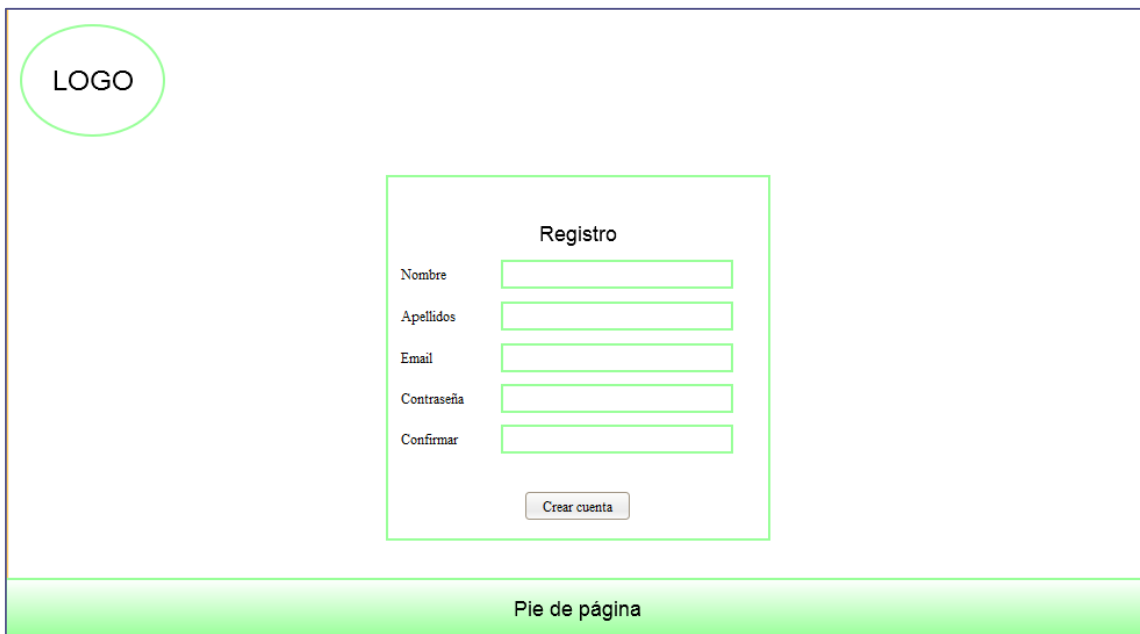 LOGO
Registro
Nombre
Apellidos
Email
Contraseña
Confirmar
Crear cuenta
Pie de página